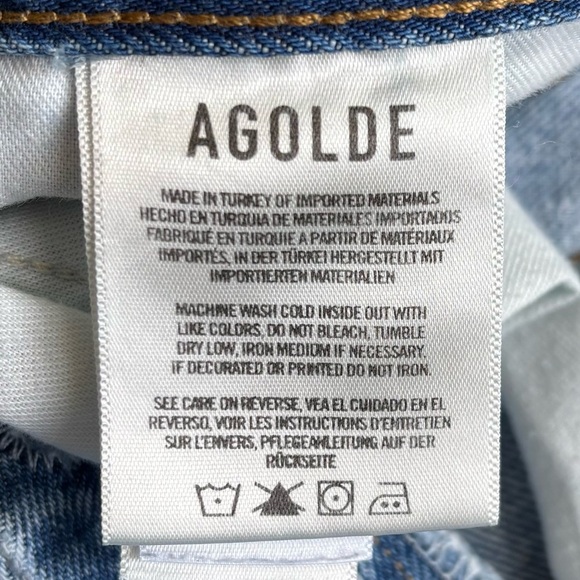 AGOLDE
MADE IN TURKEY OF IMPORTED MATERIALS
HECHO EN TURQUIA DE MATERIALES IMPORTADOS
FABRIQUÉ EN TURQUIE A PARTIR DE MATÉRIAUX
IMPORTÉS, IN DER TÜRKEI HERGESTELLT MIT
IMPORTIERTEN MATERIALIEN
MACHINE WASH COLD INSIDE OUT WITH
LIKE COLORS, DO NOT BLEACH, TUMBLE
DRY LOW, IRON MEDIUM IF NECESSARY.
IF DECORATED OR PRINTED DO NOT IRON.
SEE CARE ON REVERSE, VEA EL CUIDADO EN EL
REVERSO, VOIR LES INSTRUCTIONS D'ENTRETIEN
SUR L'ENVERS, PFLEGEANLEITUNG AUF DER
RÜCKSEITE